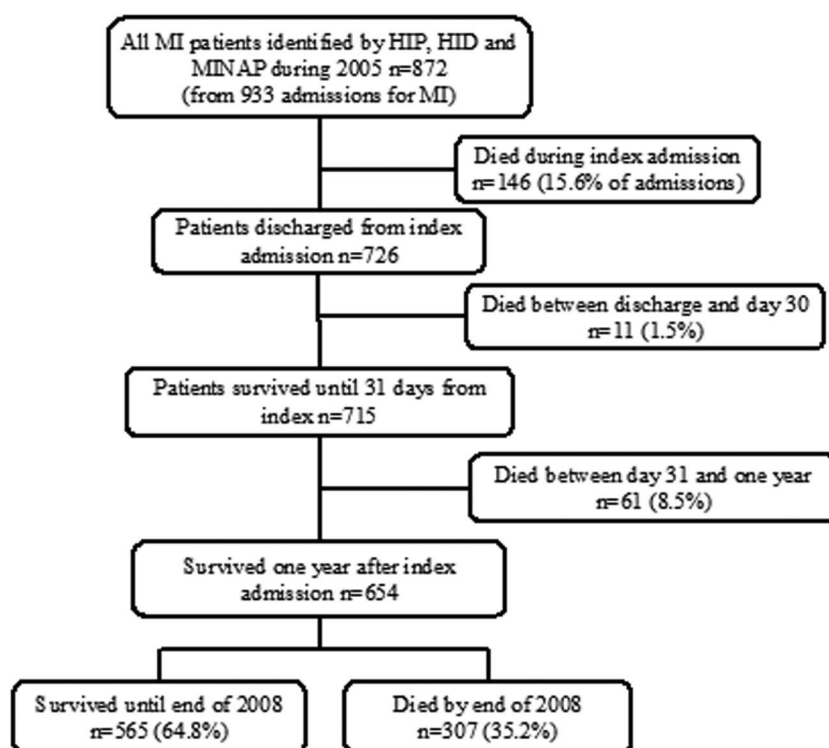 All MI patients identified by HIP, HID and
MINAP during 2005 n=872
(from 933 admissions for MI)
Died during index admission
n=146 (15.6% of admissions)
Patients discharged from index
admission n=726
Died between discharge and day 30
n=11 (1.5%)
Patients survived until 31 days from
index n=715
Died between day 31 and one year
n=61 (8.5%)
Survived one year after index
admission n=654
Survived until end of 2008
n=565 (64.8%)
Died by end of 2008
n=307 (35.2%)